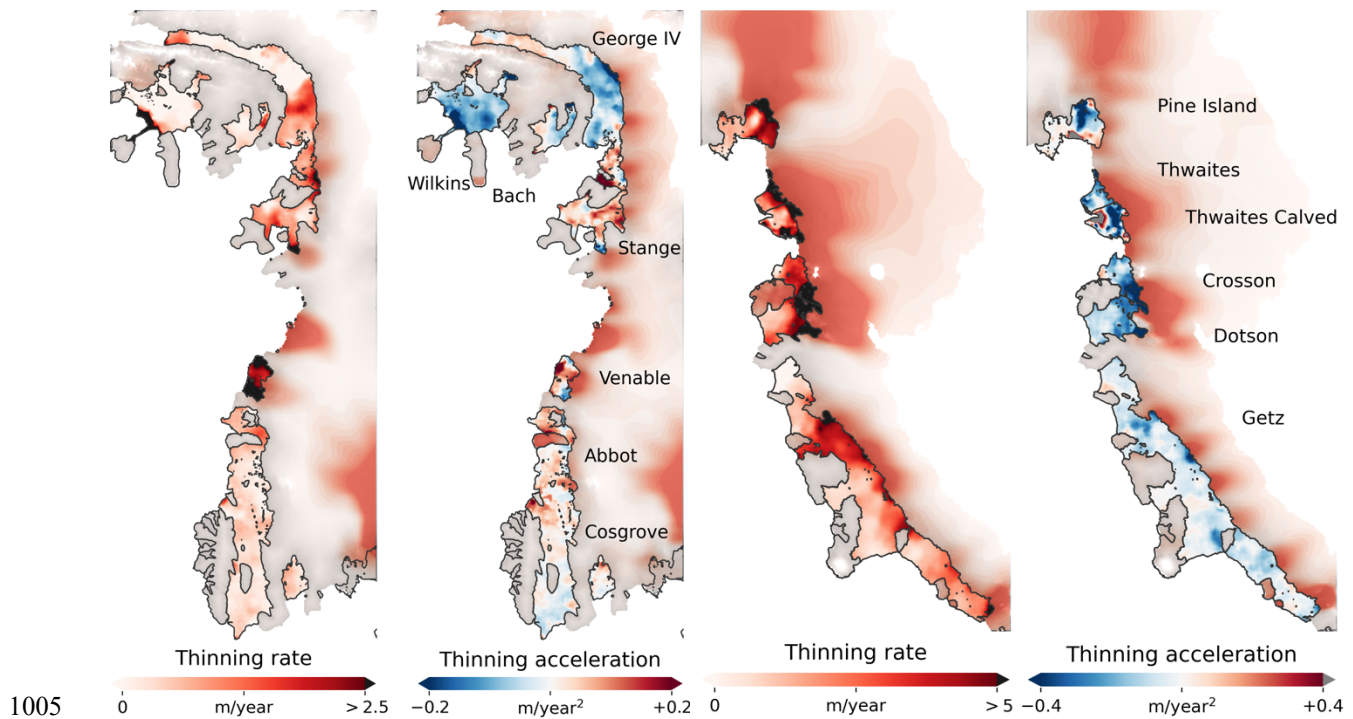 George IV
Wilkins
Bach
Stange
Venable
Abbot
Cosgrove
Pine Island
Thwaites
Thwaites Calved
Crosson
Dotson
Getz
Thinning rate
0 m/year > 2.5
Thinning acceleration
−0.2 m/year² +0.2
Thinning rate
0 m/year > 5
Thinning acceleration
−0.4 m/year² +0.4
1005